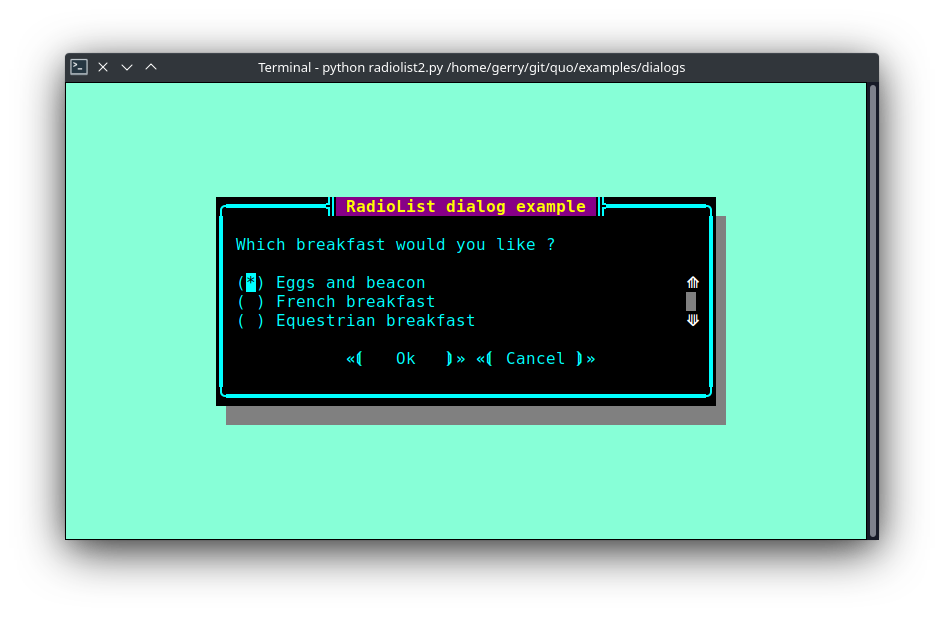 Terminal - python radiolist2.py /home/gerry/git/quo/examples/dialogs
RadioList dialog example
Which breakfast would you like ?
(*) Eggs and beacon
( ) French breakfast
( ) Equestrian breakfast
«⦗ Ok ⦘» «⦗ Cancel ⦘»